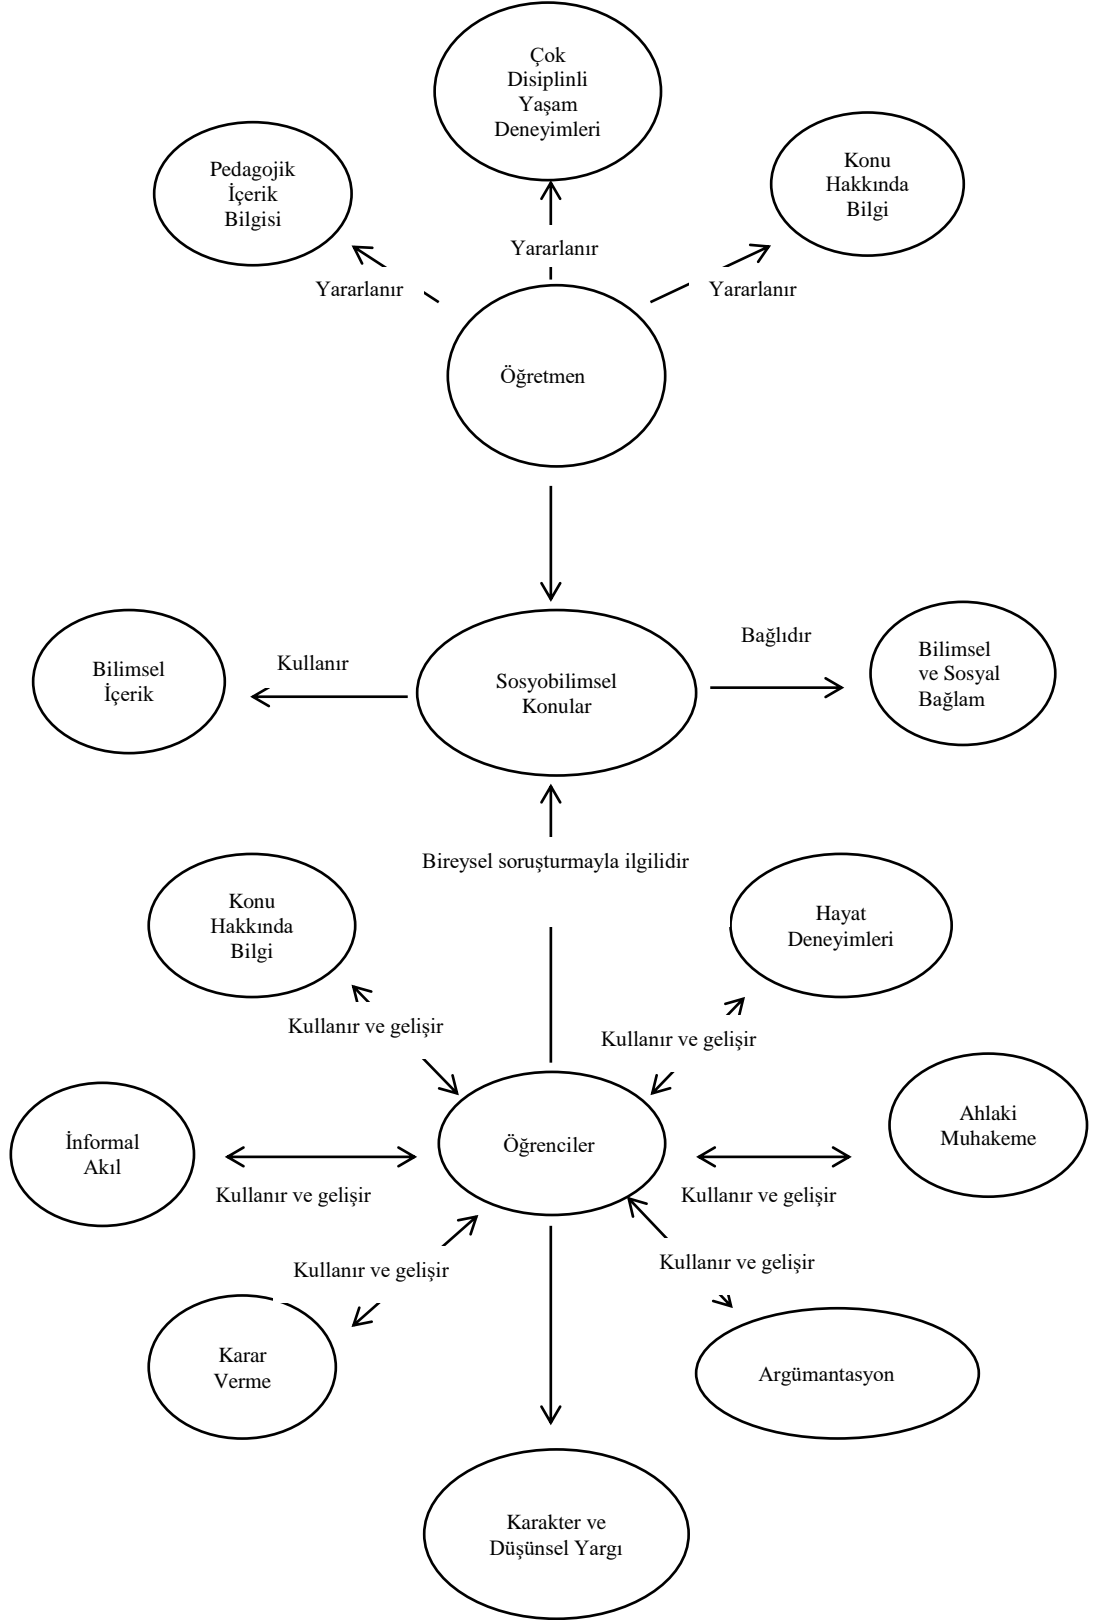 Çok
Disiplinli
Yaşam
Deneyimleri
Pedagojik
İçerik
Bilgisi
Konu
Hakkında
Bilgi
Yararlanır
Yararlanır
Yararlanır
Öğretmen
Bağlıdır
Kullanır
Bilimsel
İçerik
Sosyobilimsel
Konular
Bilimsel
ve Sosyal
Bağlam
Bireysel soruşturmayla ilgilidir
Konu
Hakkında
Bilgi
Hayat
Deneyimleri
Kullanır ve gelişir
Kullanır ve gelişir
İnformal
Akıl
Öğrenciler
Ahlaki
Muhakeme
Kullanır ve gelişir
Kullanır ve gelişir
Kullanır ve gelişir
Kullanır ve gelişir
Karar
Verme
Argümantasyon
Karakter ve
Düşünsel Yargı